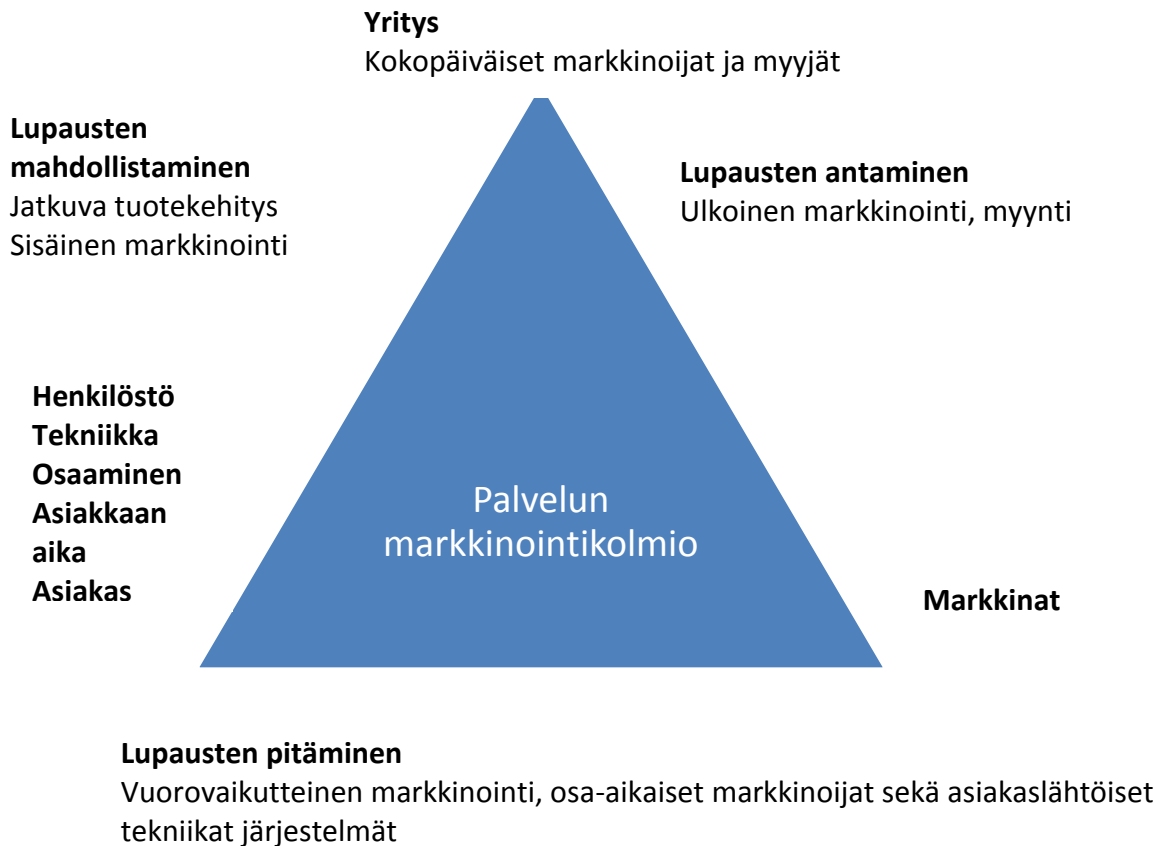 Yritys
Kokopäiväiset markkinoijat ja myyjät
Lupausten
mahdollistaminen
Jatkuva tuotekehitys
Sisäinen markkinointi
Lupausten antaminen
Ulkoinen markkinointi, myynti
Henkilöstö
Tekniikka
Osaaminen
Asiakkaan
aika
Asiakas
Palvelun
markkinointikolmio
Markkinat
Lupausten pitäminen
Vuorovaikutteinen markkinointi, osa-aikaiset markkinoijat sekä asiakaslähtöiset
tekniikat järjestelmät